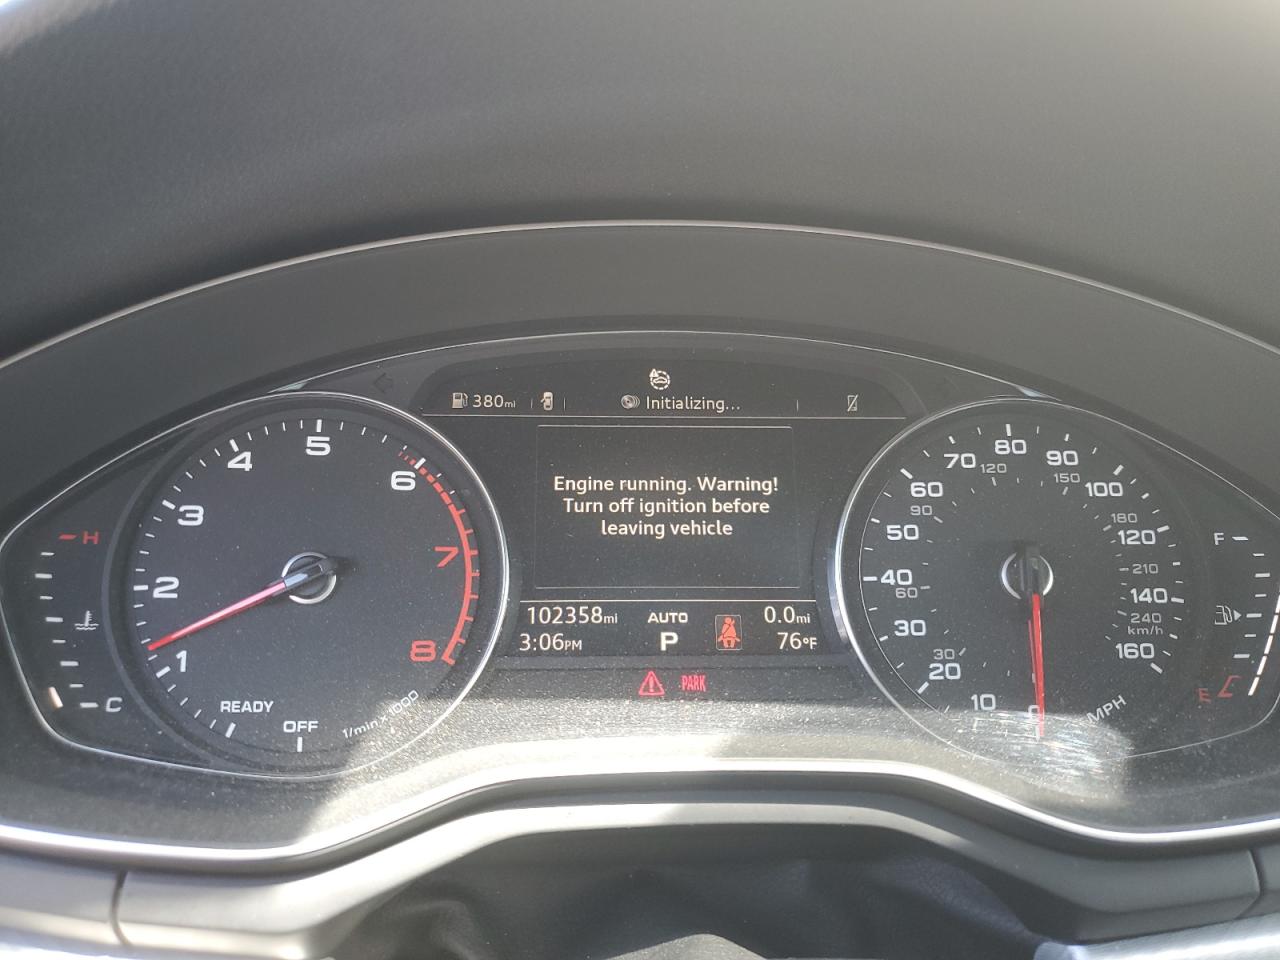 380mi
Initializing...
Engine running. Warning!
Turn off ignition before
leaving vehicle
102358mi AUTO 0.0mi
3:06PM P 76°F
PARK
H
C
1
2
3
4
5
6
7
8
READY
OFF
1/min x 1000
0
10
20
30
40
50
60
70
80
90
100
120
140
160
MPH
30
60
90
120
150
180
210
240
km/h
F
E